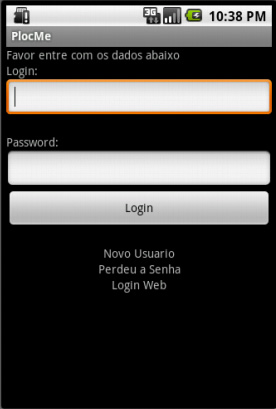 3G 10:38 PM
PlocMe
Favor entre com os dados abaixo
Login:
Password:
Login
Novo Usuario
Perdeu a Senha
Login Web